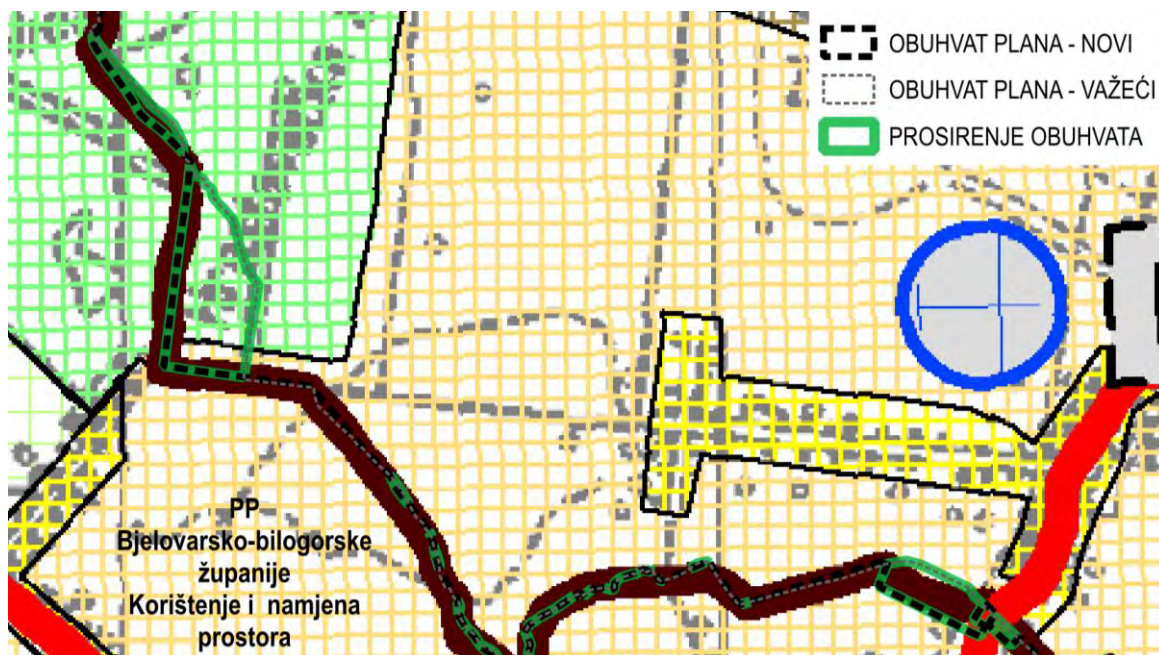 OBUHVAT PLANA - NOVI
OBUHVAT PLANA - VAŽEĆI
PROSIRENJE OBUHVATA
PP
Bjelovarsko-bilogorske
županije
Korištenje i namjena
prostora